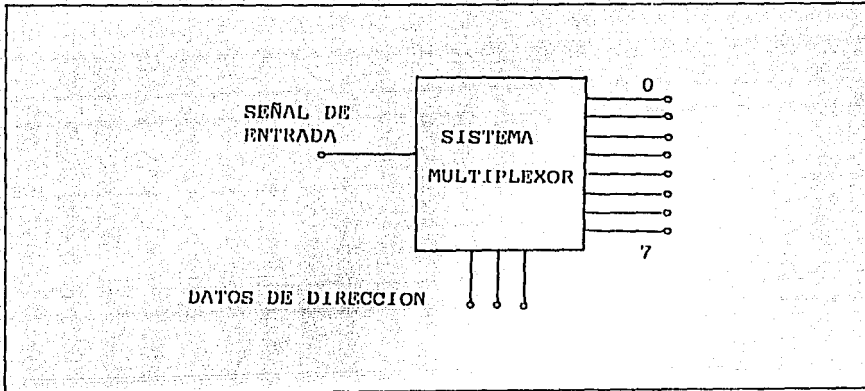 0
SEÑAL DE
ENTRADA
SISTEMA
MULTIPLEXOR
7
DATOS DE DIRECCION